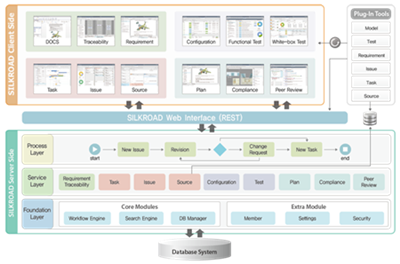 SILKROAD Client Side
DOCS
Traceability
Requirement
Configuration
Functional Test
White-box Test
Task
Issue
Source
Plan
Compliance
Peer Review
Plug-In Tools
Model
Test
Requirement
Issue
Task
Source
SILKROAD Web Interface (REST)
SILKROAD Server Side
Process
Layer
start
New Issue
Revision
Change
Request
New Task
end
Service
Layer
Requirement
Traceability
Task
Issue
Source
Configuration
Test
Plan
Compliance
Peer
Review
Foundation
Layer
Core Modules
Workflow Engine
Search Engine
DB Manager
Extra Module
Member
Settings
Security
Database System